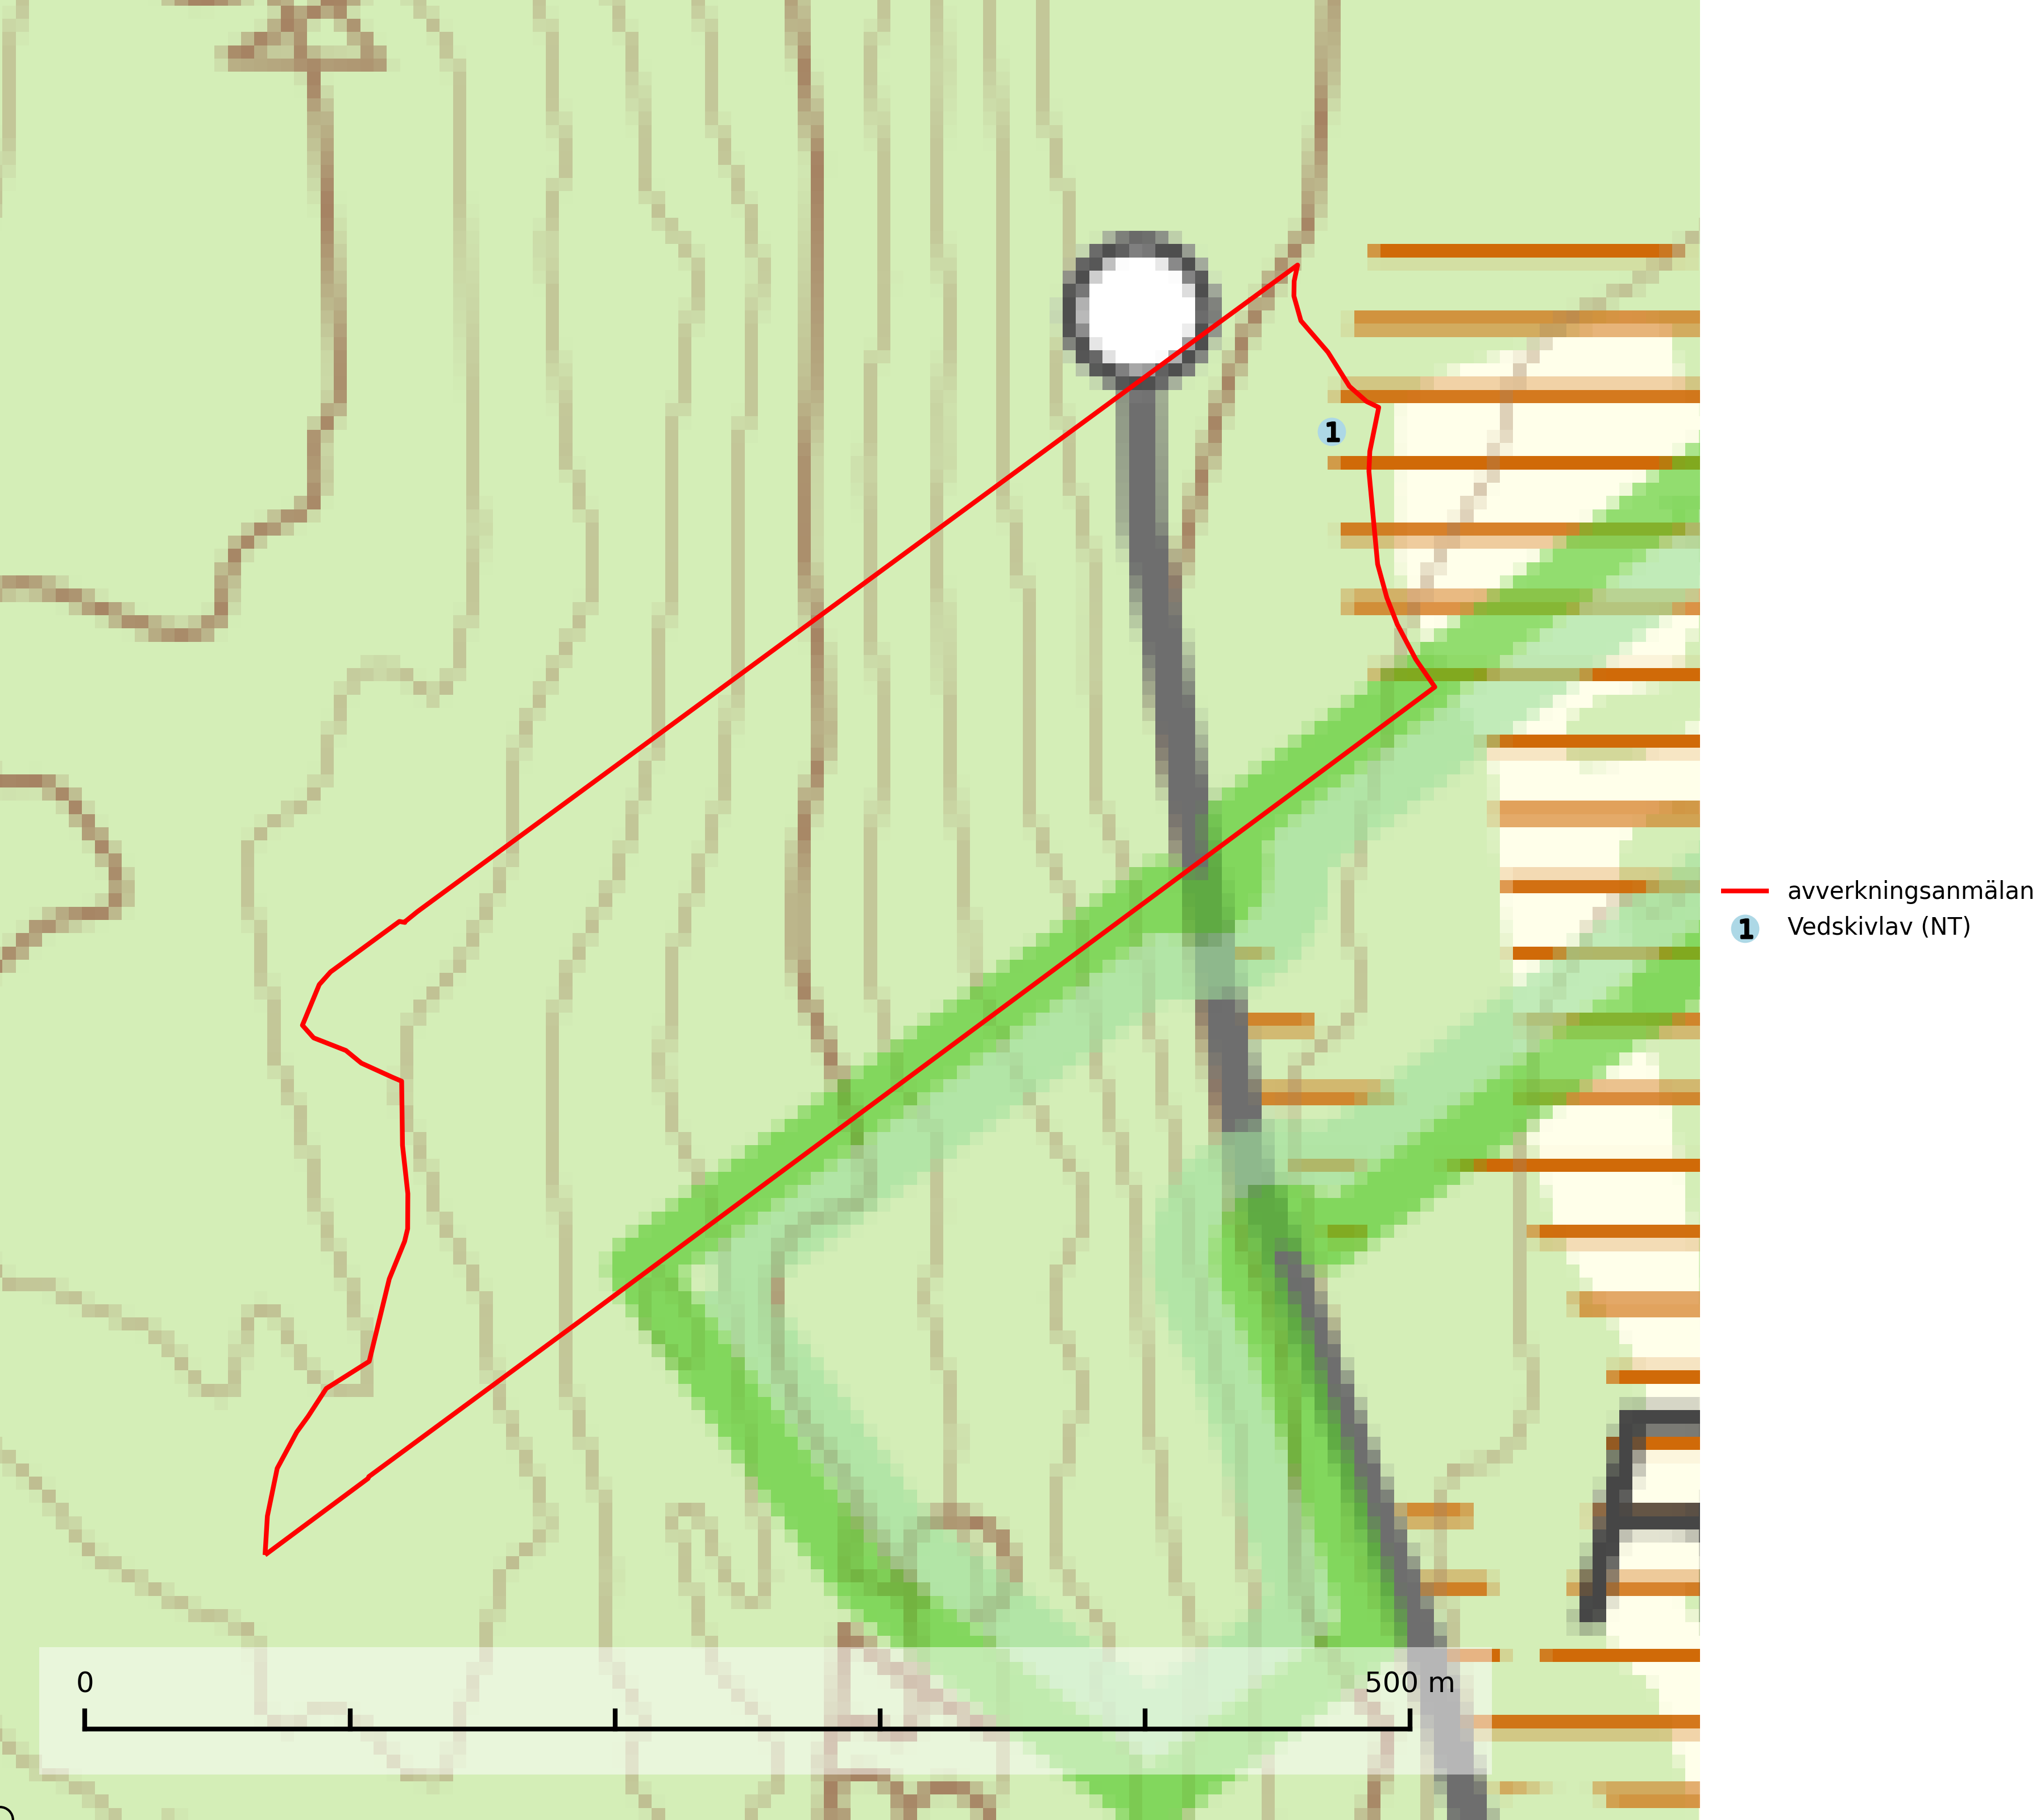 1
avverkningsanmälan
1 Vedskivlav (NT)
0 500 m